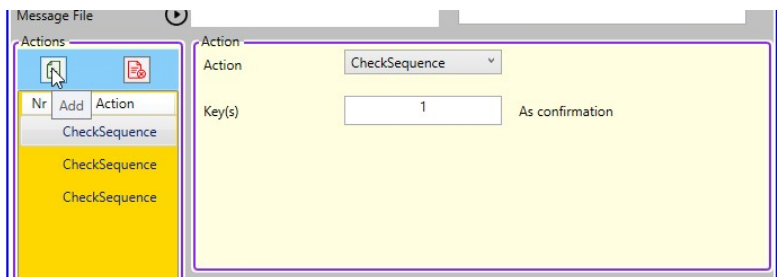 Message File
Actions
Action
Action
CheckSequence
Nr
Add
Action
Key(s)
1
As confirmation
CheckSequence
CheckSequence
CheckSequence